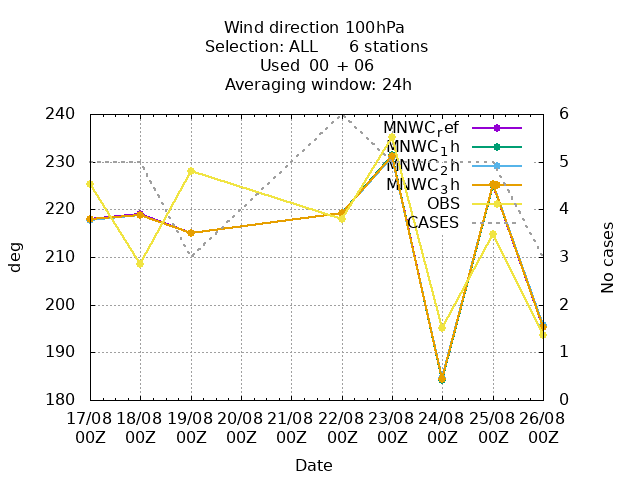 Wind direction 100hPa
Selection: ALL 6 stations
Used 00 + 06
Averaging window: 24h
240
230
220
210
200
190
180
deg
6
5
4
3
2
1
0
No cases
MNWC_ref
MNWC_1h
MNWC_2h
MNWC_3h
OBS
CASES
17/08 18/08 19/08 20/08 21/08 22/08 23/08 24/08 25/08 26/08
00Z 00Z 00Z 00Z 00Z 00Z 00Z 00Z 00Z 00Z
Date